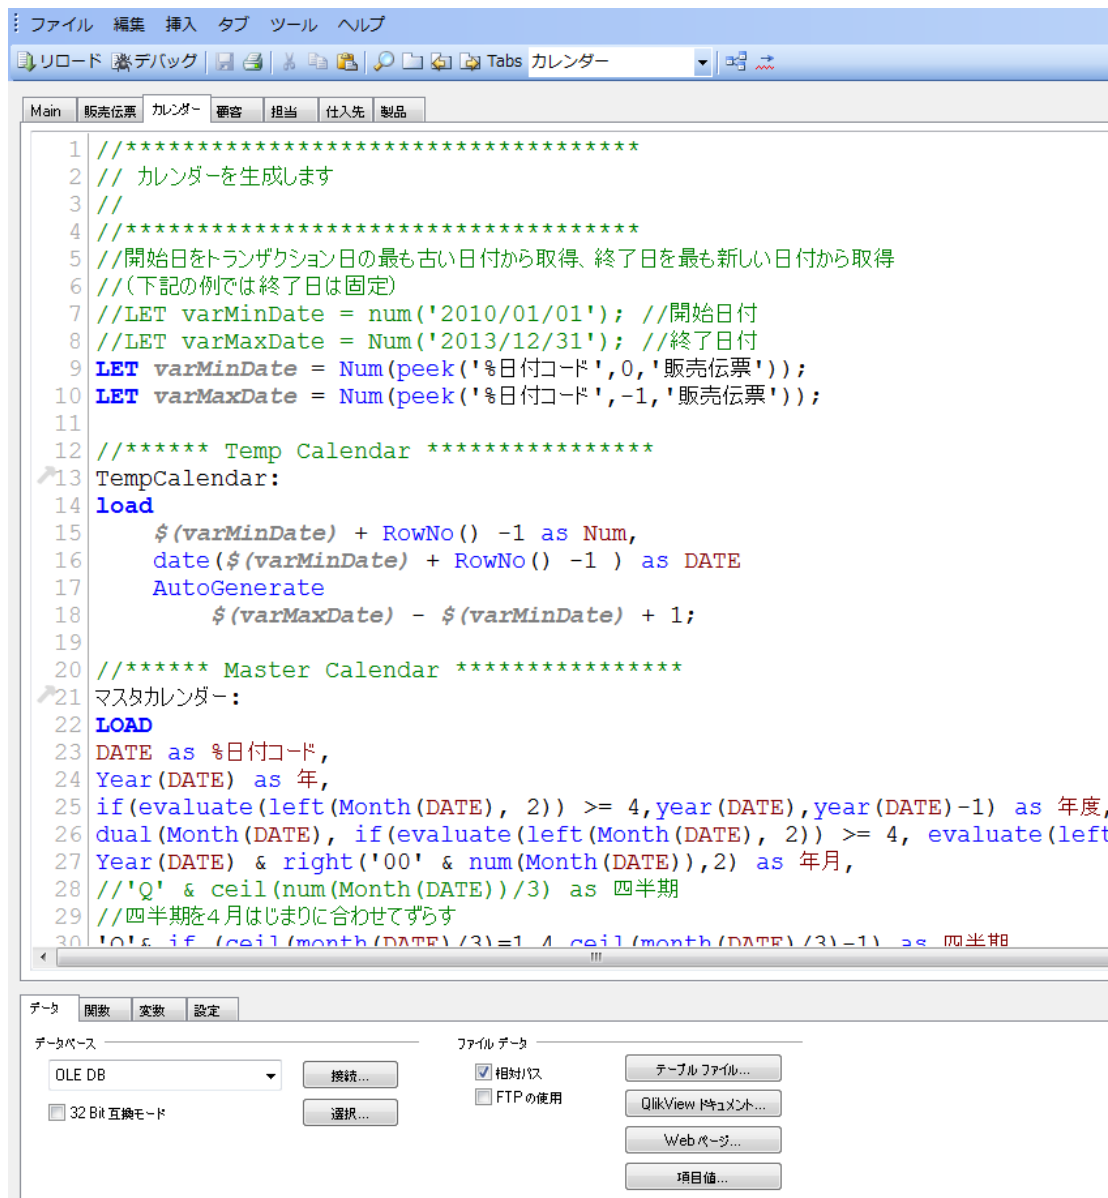 ファイル 編集 挿入 タブ ツール ヘルプ
リロード デバッグ Tabs カレンダー
Main 販売伝票 カレンダー 顧客 担当 仕入先 製品
1 //************************************
2 // カレンダーを生成します
3 //
4 //************************************
5 //開始日をトランザクション日の最も古い日付から取得、終了日を最も新しい日付から取得
6 //(下記の例では終了日は固定)
7 //LET varMinDate = num('2010/01/01'); //開始日付
8 //LET varMaxDate = Num('2013/12/31'); //終了日付
9 LET varMinDate = Num(peek('%日付コード',0,'販売伝票'));
10 LET varMaxDate = Num(peek('%日付コード',-1,'販売伝票'));
11
12 //****** Temp Calendar ****************
13 TempCalendar:
14 load
15 $(varMinDate) + RowNo() -1 as Num,
16 date($(varMinDate) + RowNo() -1 ) as DATE
17 AutoGenerate
18 $(varMaxDate) - $(varMinDate) + 1;
19
20 //****** Master Calendar ****************
21 マスタカレンダー:
22 LOAD
23 DATE as %日付コード,
24 Year(DATE) as 年,
25 if(evaluate(left(Month(DATE), 2)) >= 4,year(DATE),year(DATE)-1) as 年度,
26 dual(Month(DATE), if(evaluate(left(Month(DATE), 2)) >= 4, evaluate(left
27 Year(DATE) & right('00' & num(Month(DATE)),2) as 年月,
28 //'Q' & ceil(num(Month(DATE))/3) as 四半期
29 //四半期を4月はじまりに合わせてずらす
30 'Q'& if (ceil(month(DATE)/3)=1,4,ceil(month(DATE)/3)-1) as 四半期
データ 関数 変数 設定
データベース
ファイル データ
OLE DB 接続... 相対パス テーブル ファイル...
32 Bit 互換モード 選択... FTP の使用 QlikView ドキュメント...
Web ページ...
項目値...